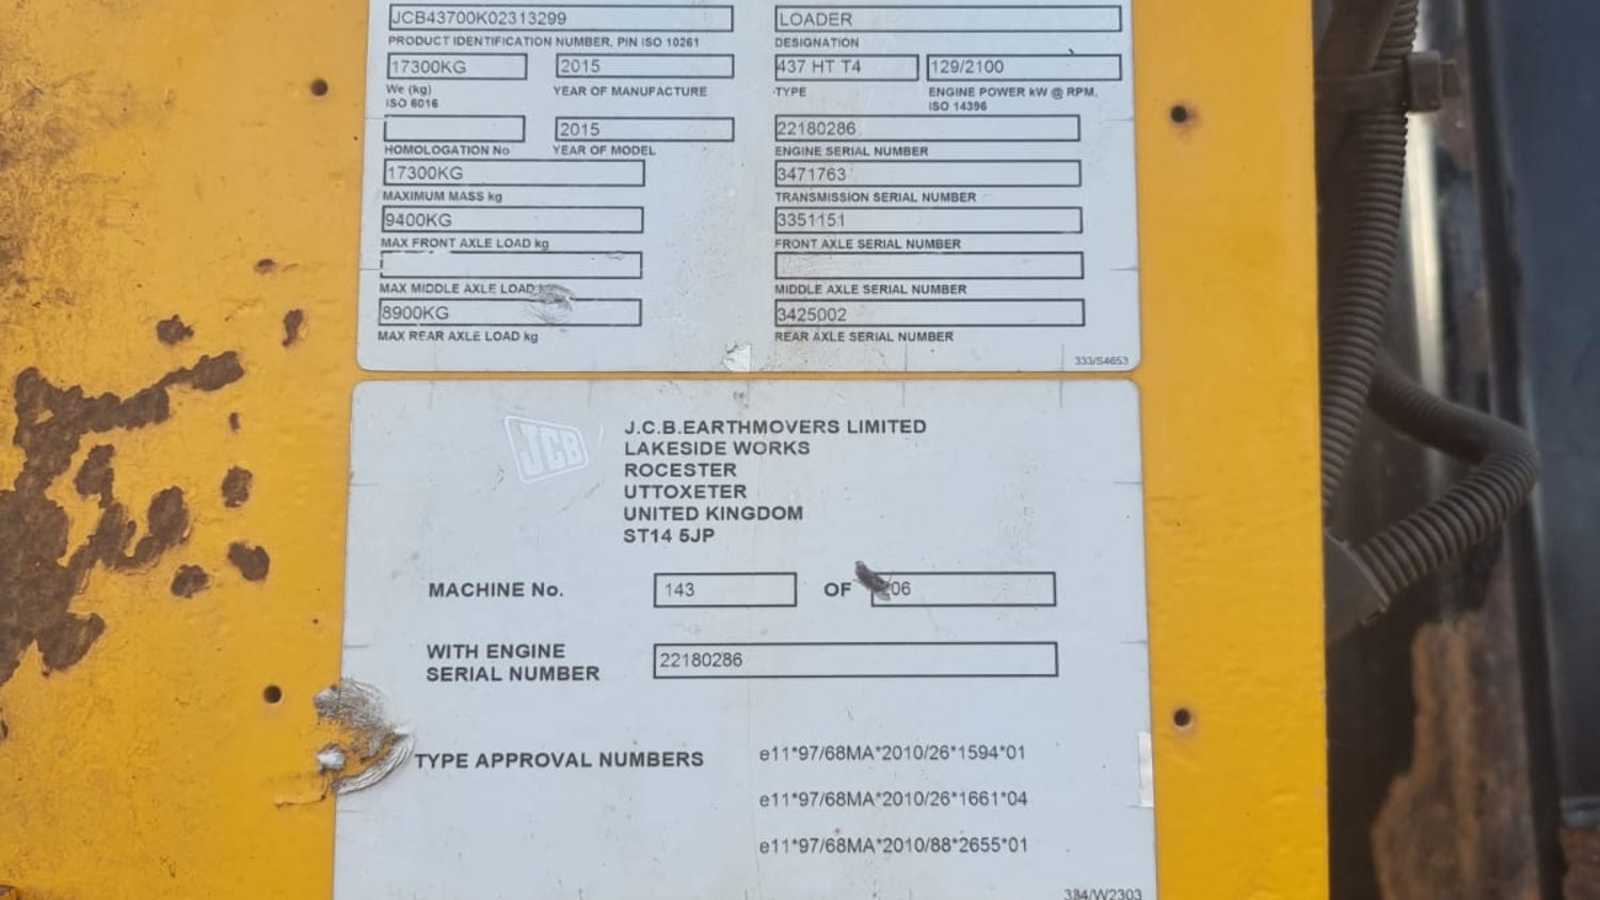 JCB43700K02313299
PRODUCT IDENTIFICATION NUMBER, PIN ISO 10261
17300KG
2015
We (kg)
ISO 6016
YEAR OF MANUFACTURE
2015
HOMOLOGATION No
YEAR OF MODEL
17300KG
MAXIMUM MASS kg
9400KG
MAX FRONT AXLE LOAD kg
MAX MIDDLE AXLE LOAD
8900KG
MAX REAR AXLE LOAD kg
LOADER
DESIGNATION
437 HT T4
129/2100
TYPE
ENGINE POWER kW @ RPM,
ISO 14396
22180286
ENGINE SERIAL NUMBER
3471763
TRANSMISSION SERIAL NUMBER
3351151
FRONT AXLE SERIAL NUMBER
MIDDLE AXLE SERIAL NUMBER
3425002
REAR AXLE SERIAL NUMBER
333/S4653
JCB
J.C.B.EARTHMOVERS LIMITED
LAKESIDE WORKS
ROCESTER
UTTOXETER
UNITED KINGDOM
ST14 5JP
MACHINE No. 143 OF
WITH ENGINE
SERIAL NUMBER
22180286
TYPE APPROVAL NUMBERS
e11*97/68MA*2010/26*1594*01
e11*97/68MA*2010/26*1661*04
e11*97/68MA*2010/88*2655*01
334/W2303